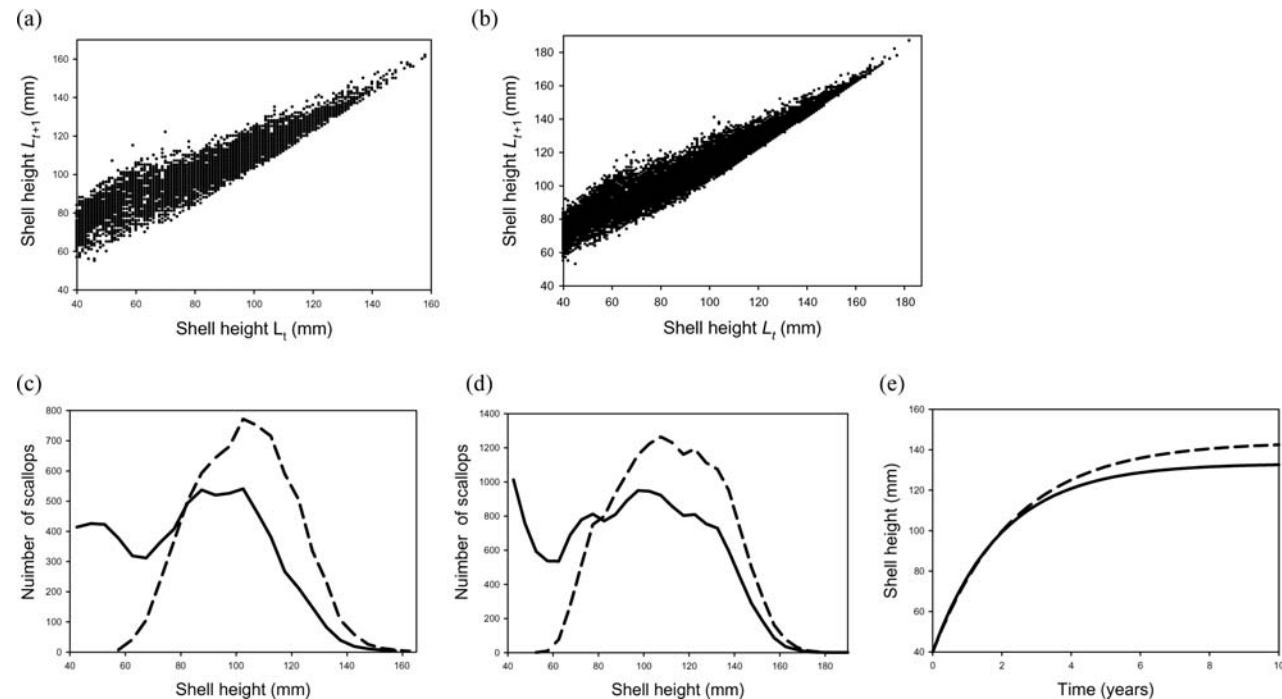 (a)
160
140
120
100
80
60
40
Shell height L_{t+1} (mm)
40 60 80 100 120 140 160
Shell height L_t (mm)
(b)
180
160
140
120
100
80
60
40
Shell height L_{t+1} (mm)
40 60 80 100 120 140 160 180
Shell height L_t (mm)
(c)
800
700
600
500
400
300
200
100
0
Nuimber of scallops
40 60 80 100 120 140 160
Shell height (mm)
(d)
1400
1200
1000
800
600
400
200
0
Number of scallops
40 60 80 100 120 140 160 180
Shell height (mm)
(e)
160
140
120
100
80
60
40
Shell height (mm)
0 2 4 6 8 10
Time (years)